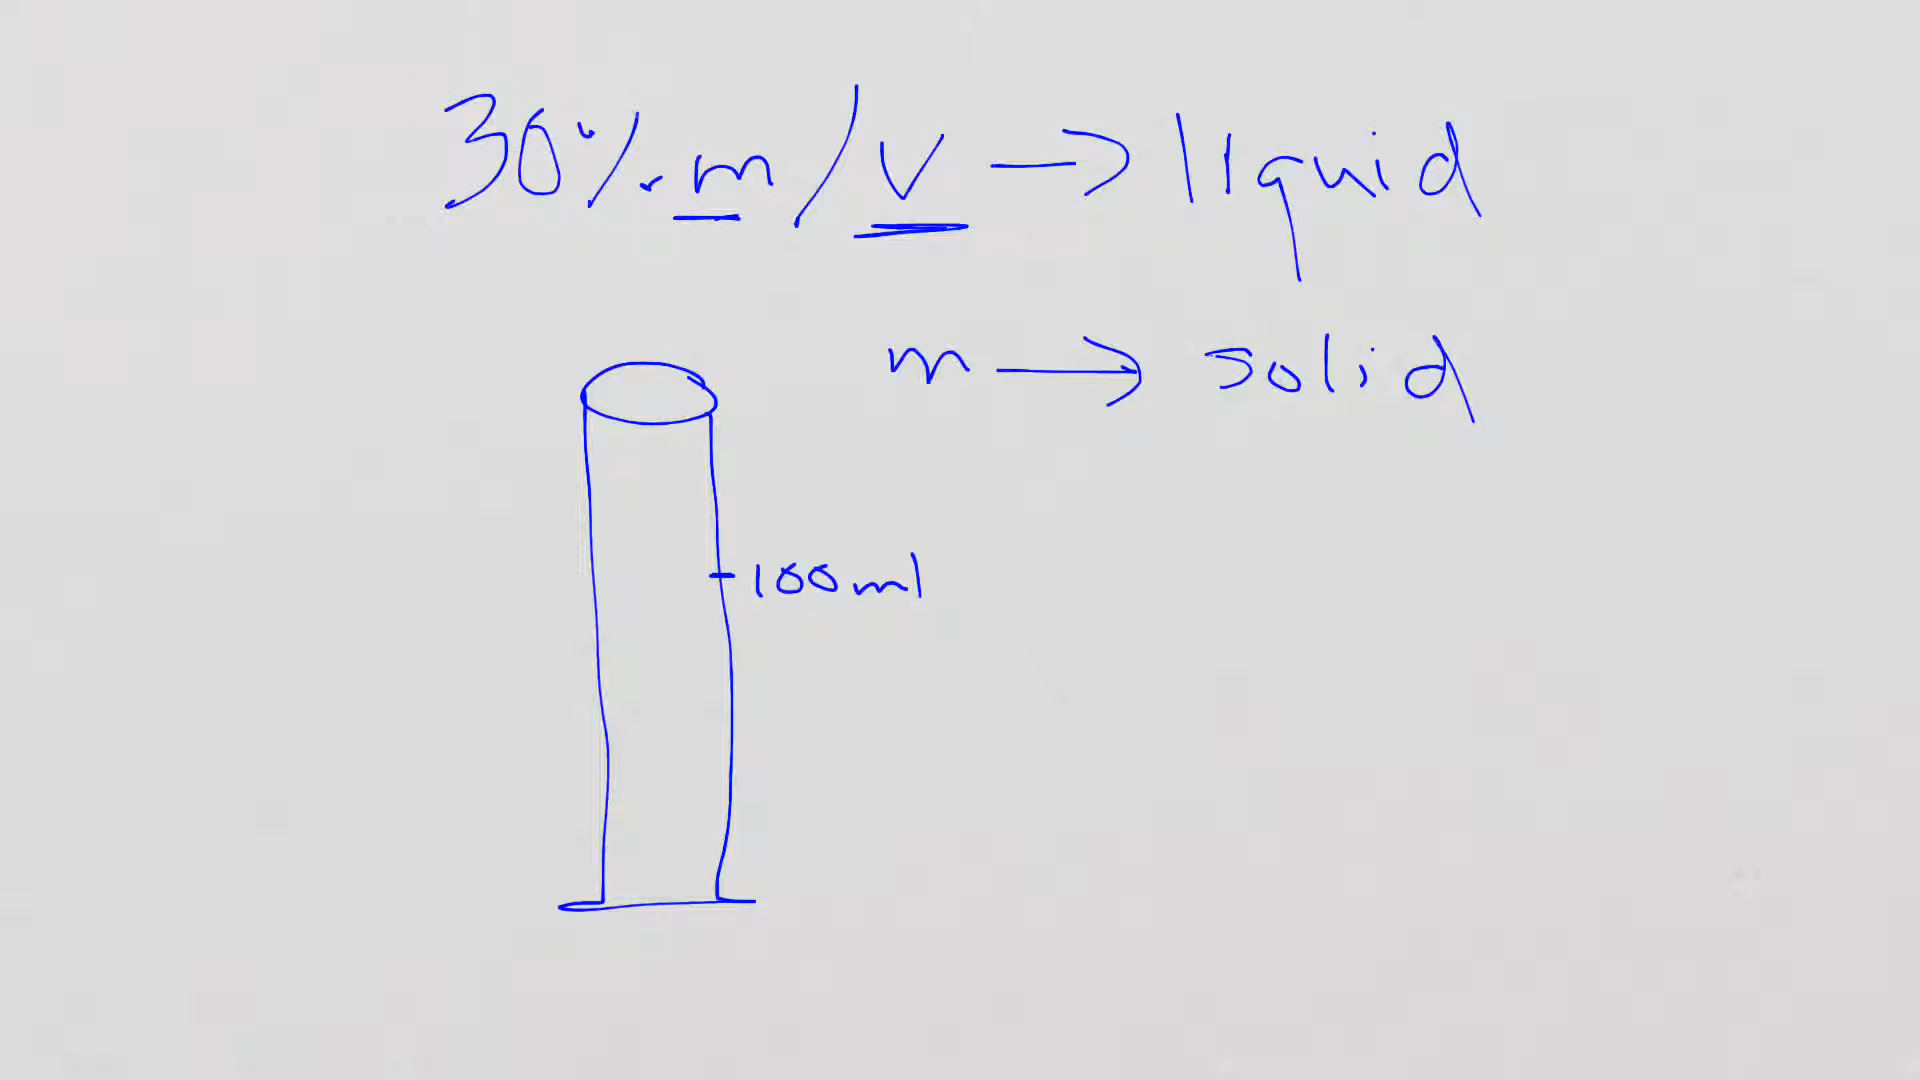 30% m/v → liquid
m → solid
100ml